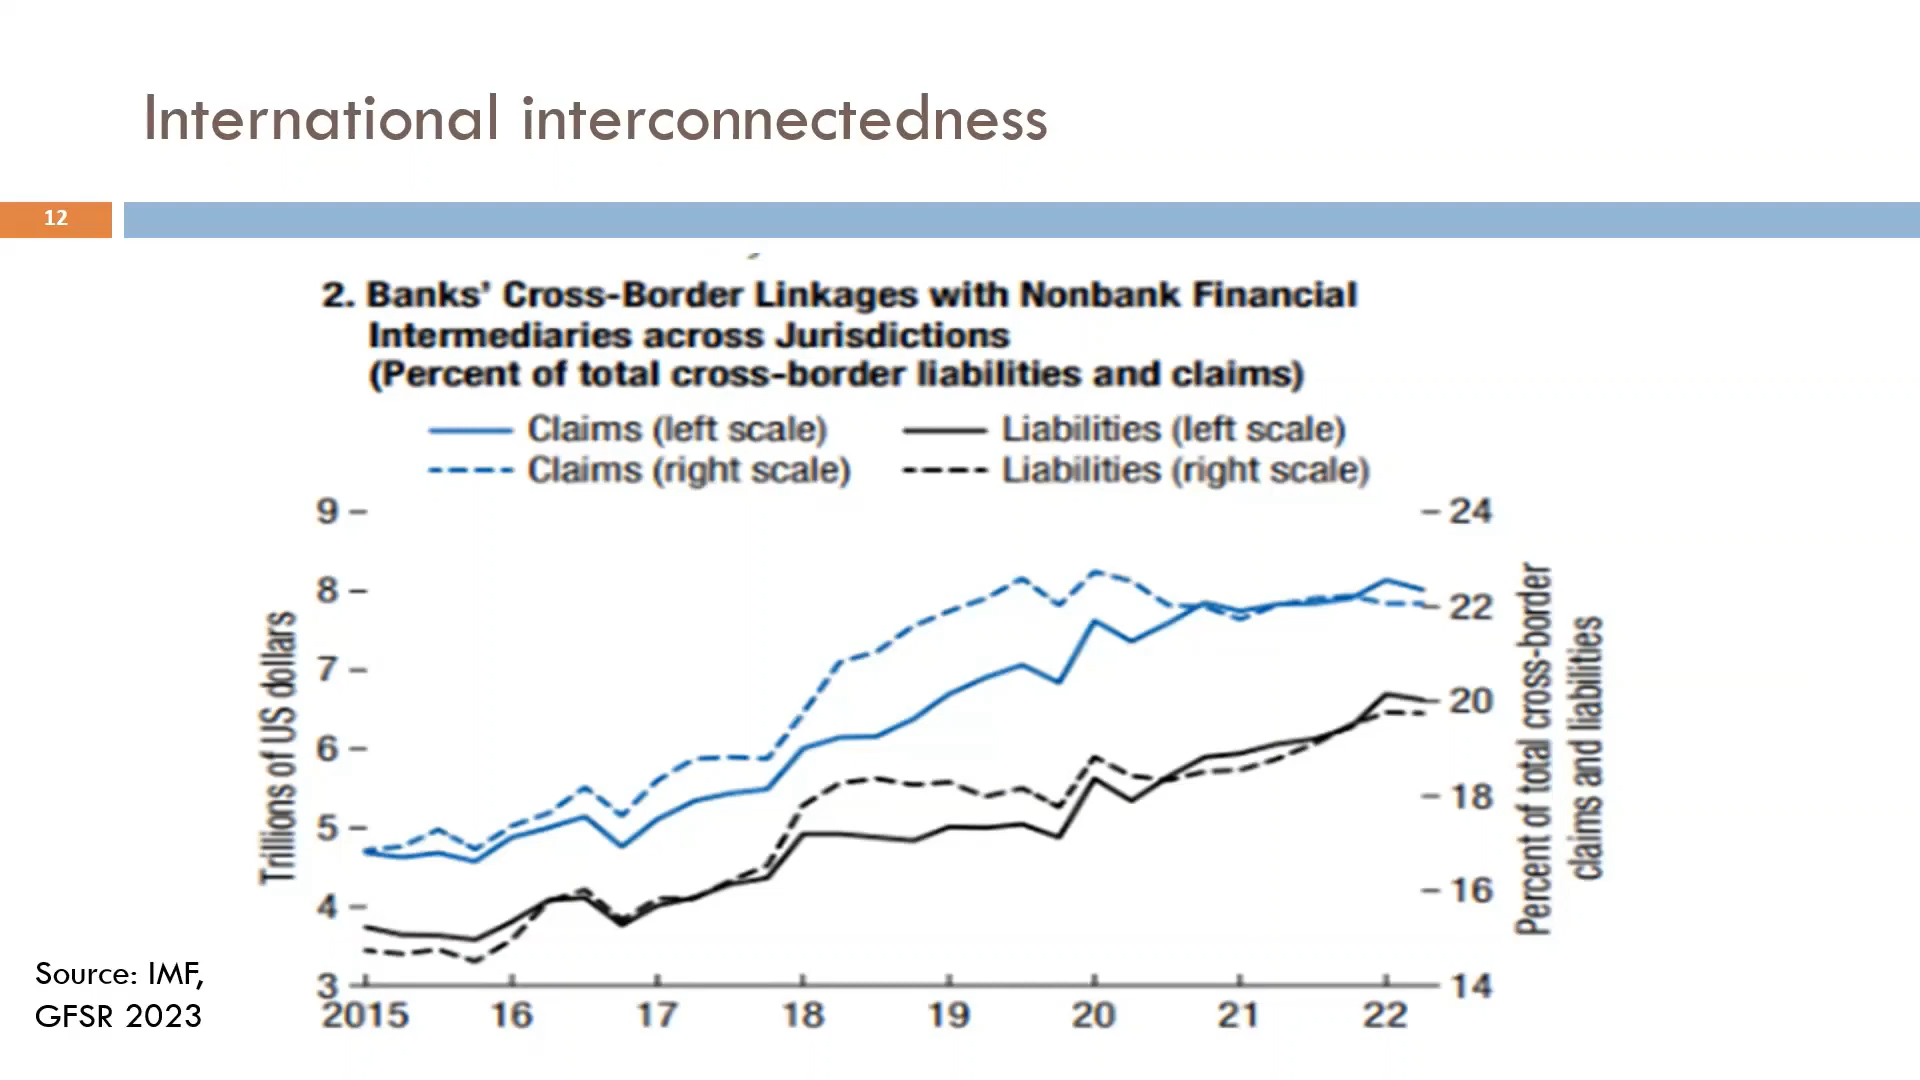 International interconnectedness
12
2. Banks' Cross-Border Linkages with Nonbank Financial
Intermediaries across Jurisdictions
(Percent of total cross-border liabilities and claims)
Claims (left scale)
Liabilities (left scale)
Claims (right scale)
Liabilities (right scale)
9
8
7
6
5
4
3
Trillions of US dollars
24
22
20
18
16
14
Percent of total cross-border
claims and liabilities
2015 16 17 18 19 20 21 22
Source: IMF,
GFSR 2023